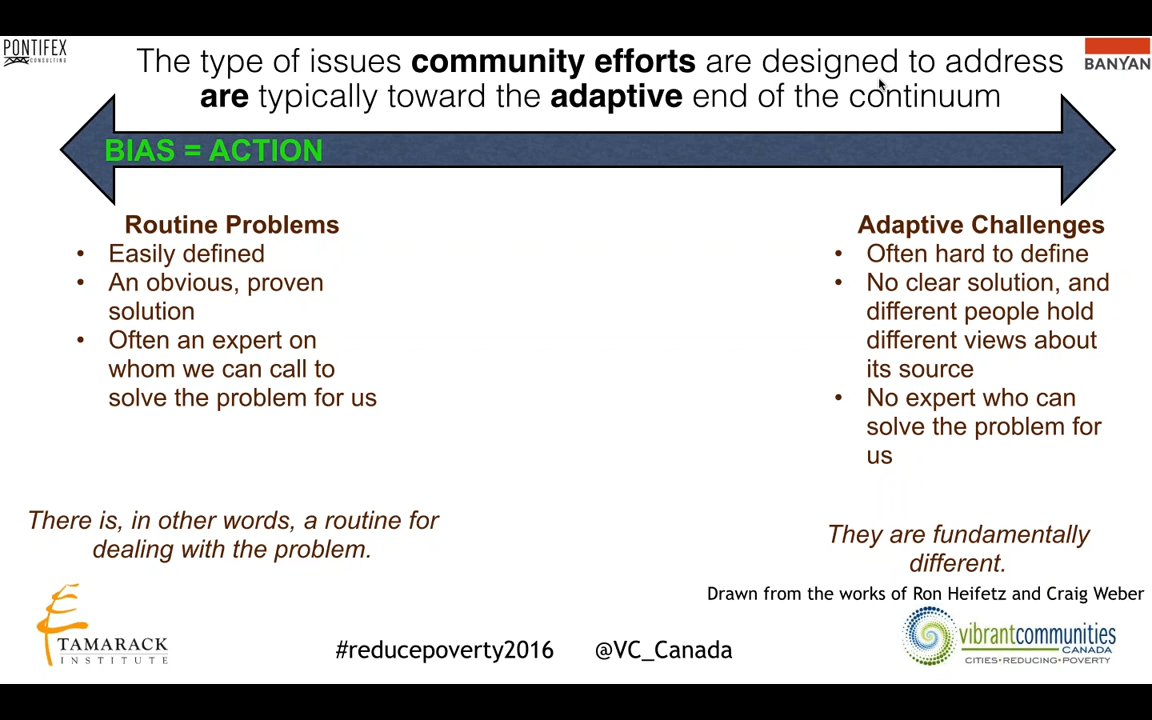 PONTIFEX
CONSULTING
The type of issues community efforts are designed to address
are typically toward the adaptive end of the continuum
BANYAN
BIAS = ACTION
Routine Problems
• Easily defined
• An obvious, proven
solution
• Often an expert on
whom we can call to
solve the problem for us
There is, in other words, a routine for
dealing with the problem.
Adaptive Challenges
• Often hard to define
• No clear solution, and
different people hold
different views about
its source
• No expert who can
solve the problem for
us
They are fundamentally
different.
Drawn from the works of Ron Heifetz and Craig Weber
TAMARACK
INSTITUTE
#reducepoverty2016 @VC_Canada
vibrantcommunities
CANADA
CITIES•REDUCING•POVERTY